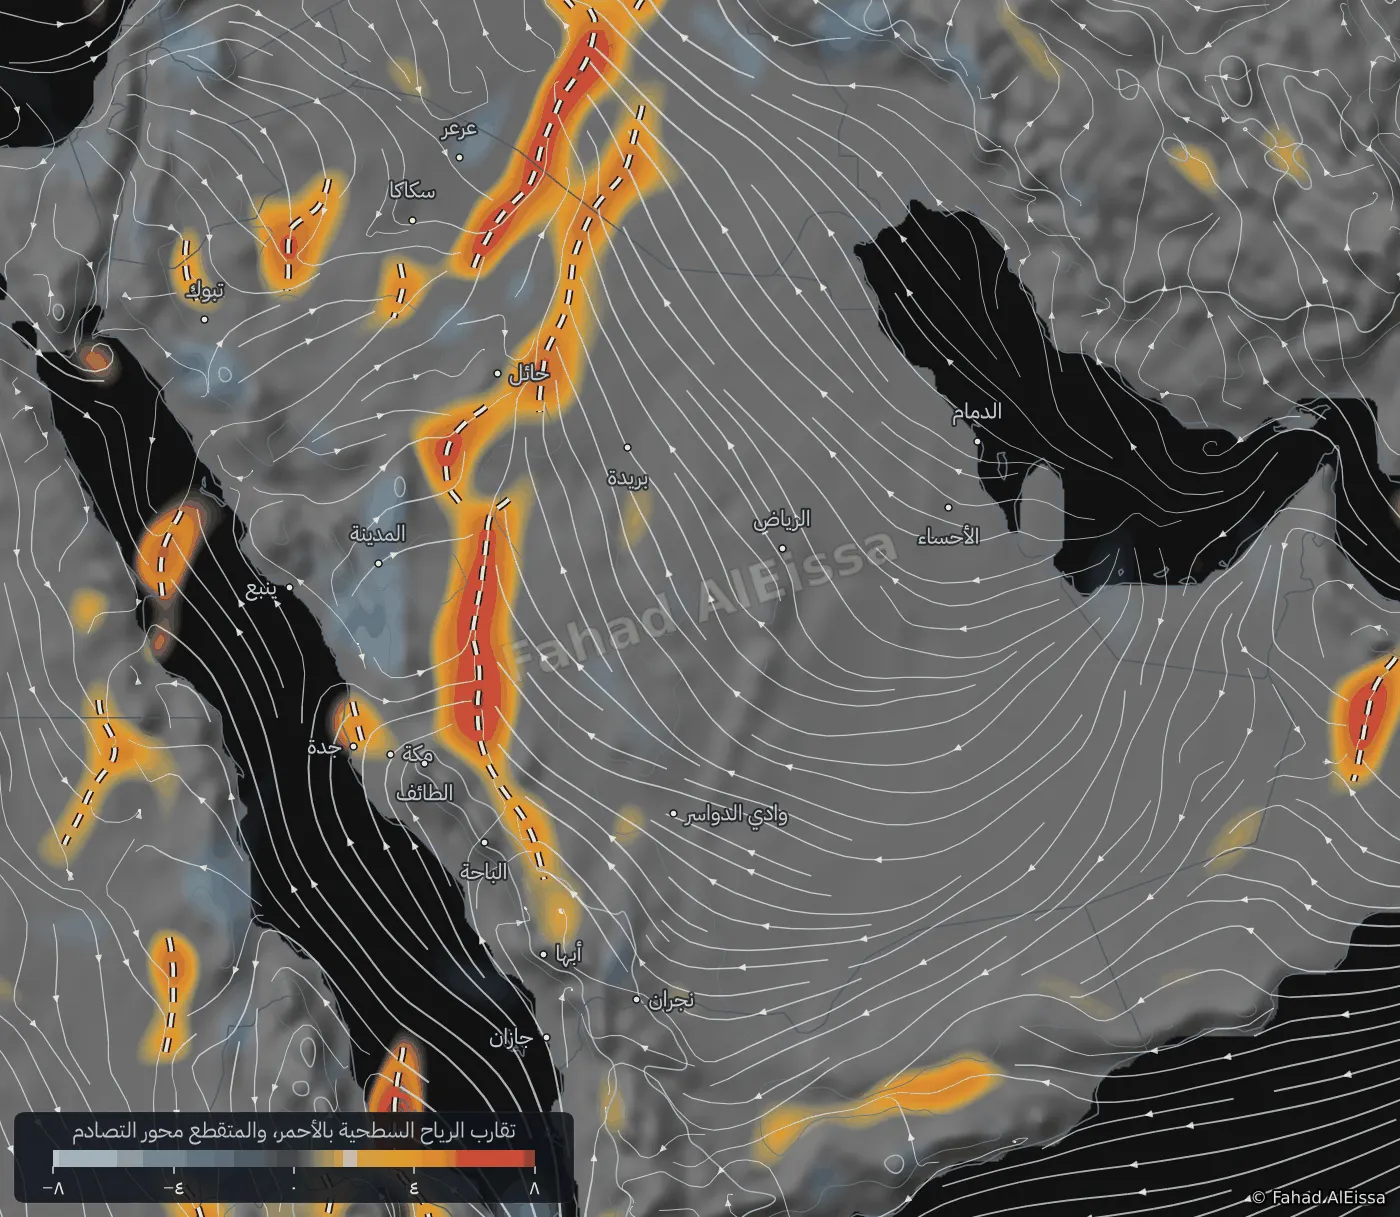 عرعر
سكاكا
تبوك
حائل
الدمام
بريدة
الرياض
الأحساء
المدينة
ينبع
Fahad AlEissa
جدة
مكة
الطائف
وادي الدواسر
الباحة
أبها
نجران
جازان
تقارب الرياح السطحية بالأحمر، والمتقطع محور التصادم
−٨ −٤ ٠ ٤ ٨
© Fahad AlEissa